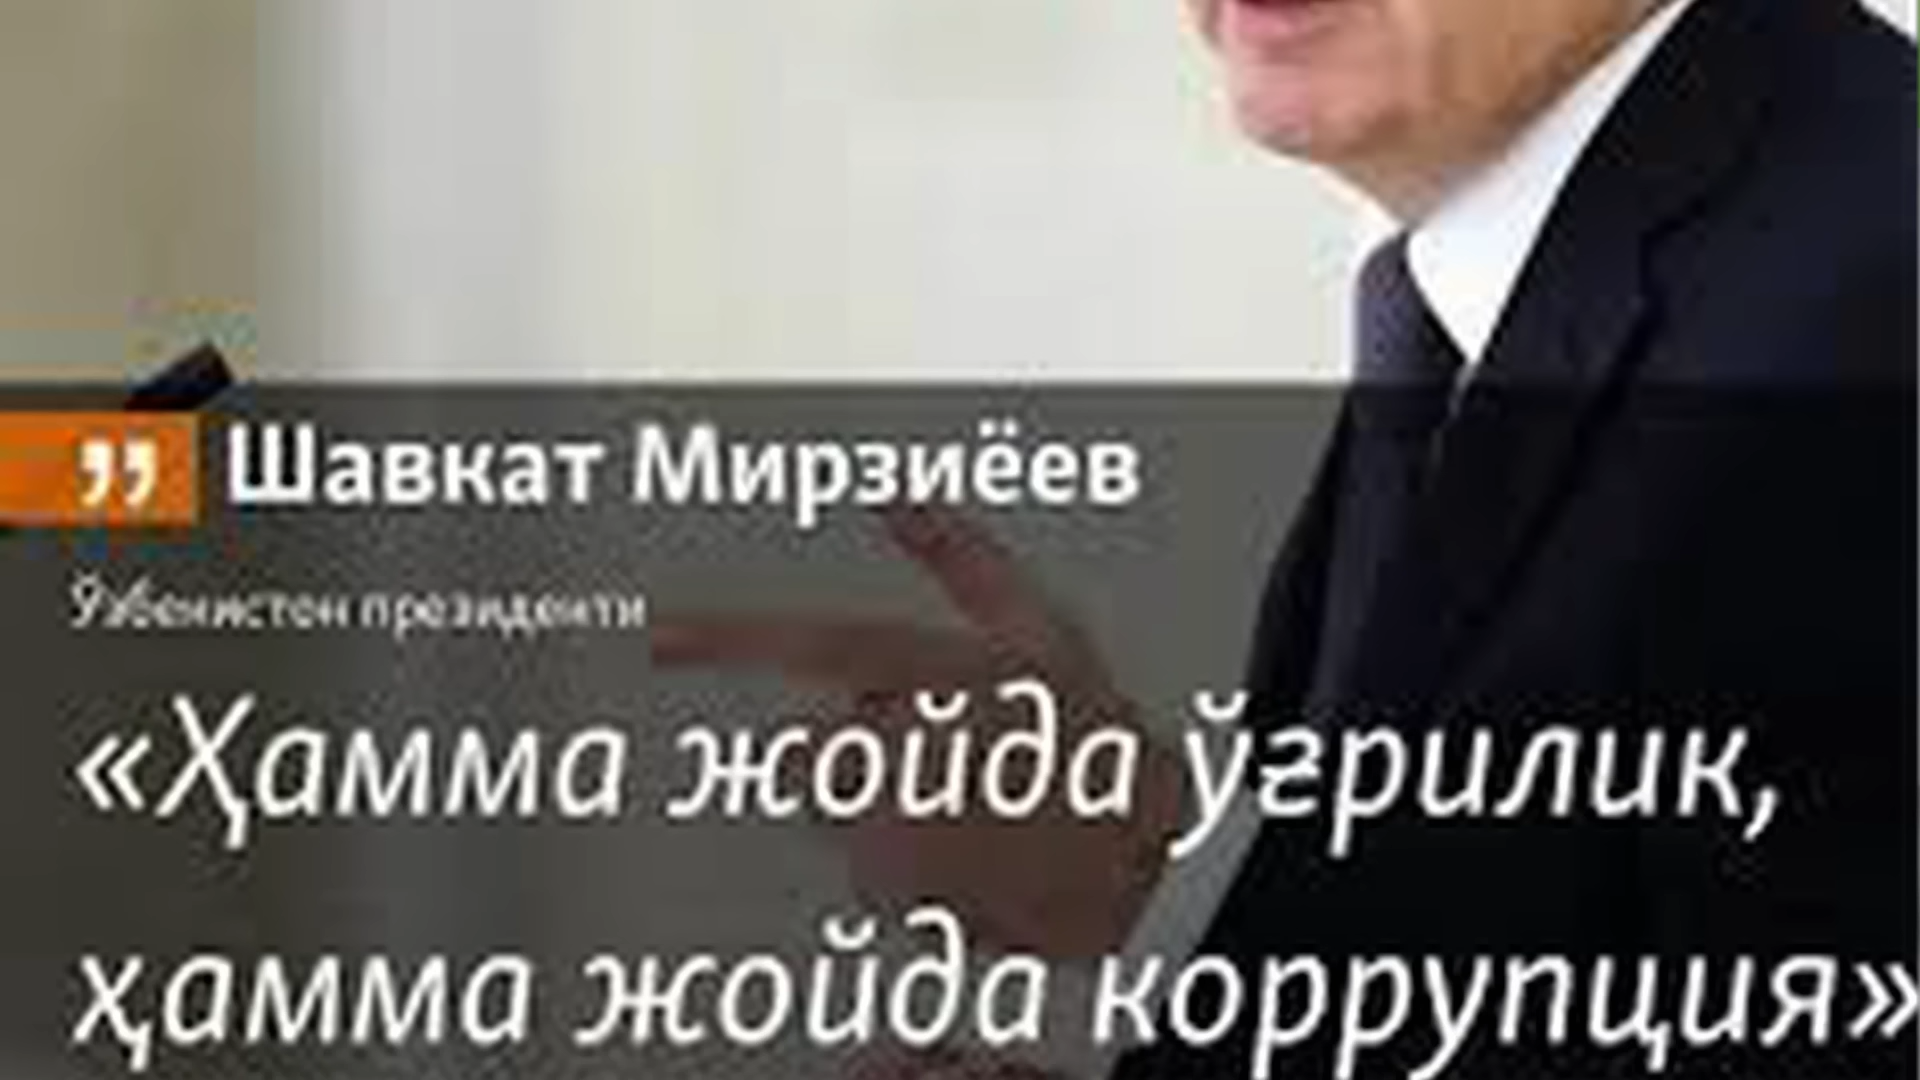 ” Шавкат Мирзиёев
Ўзбекистон президенти
«Ҳамма жойда ўғрилик,
ҳамма жойда коррупция»